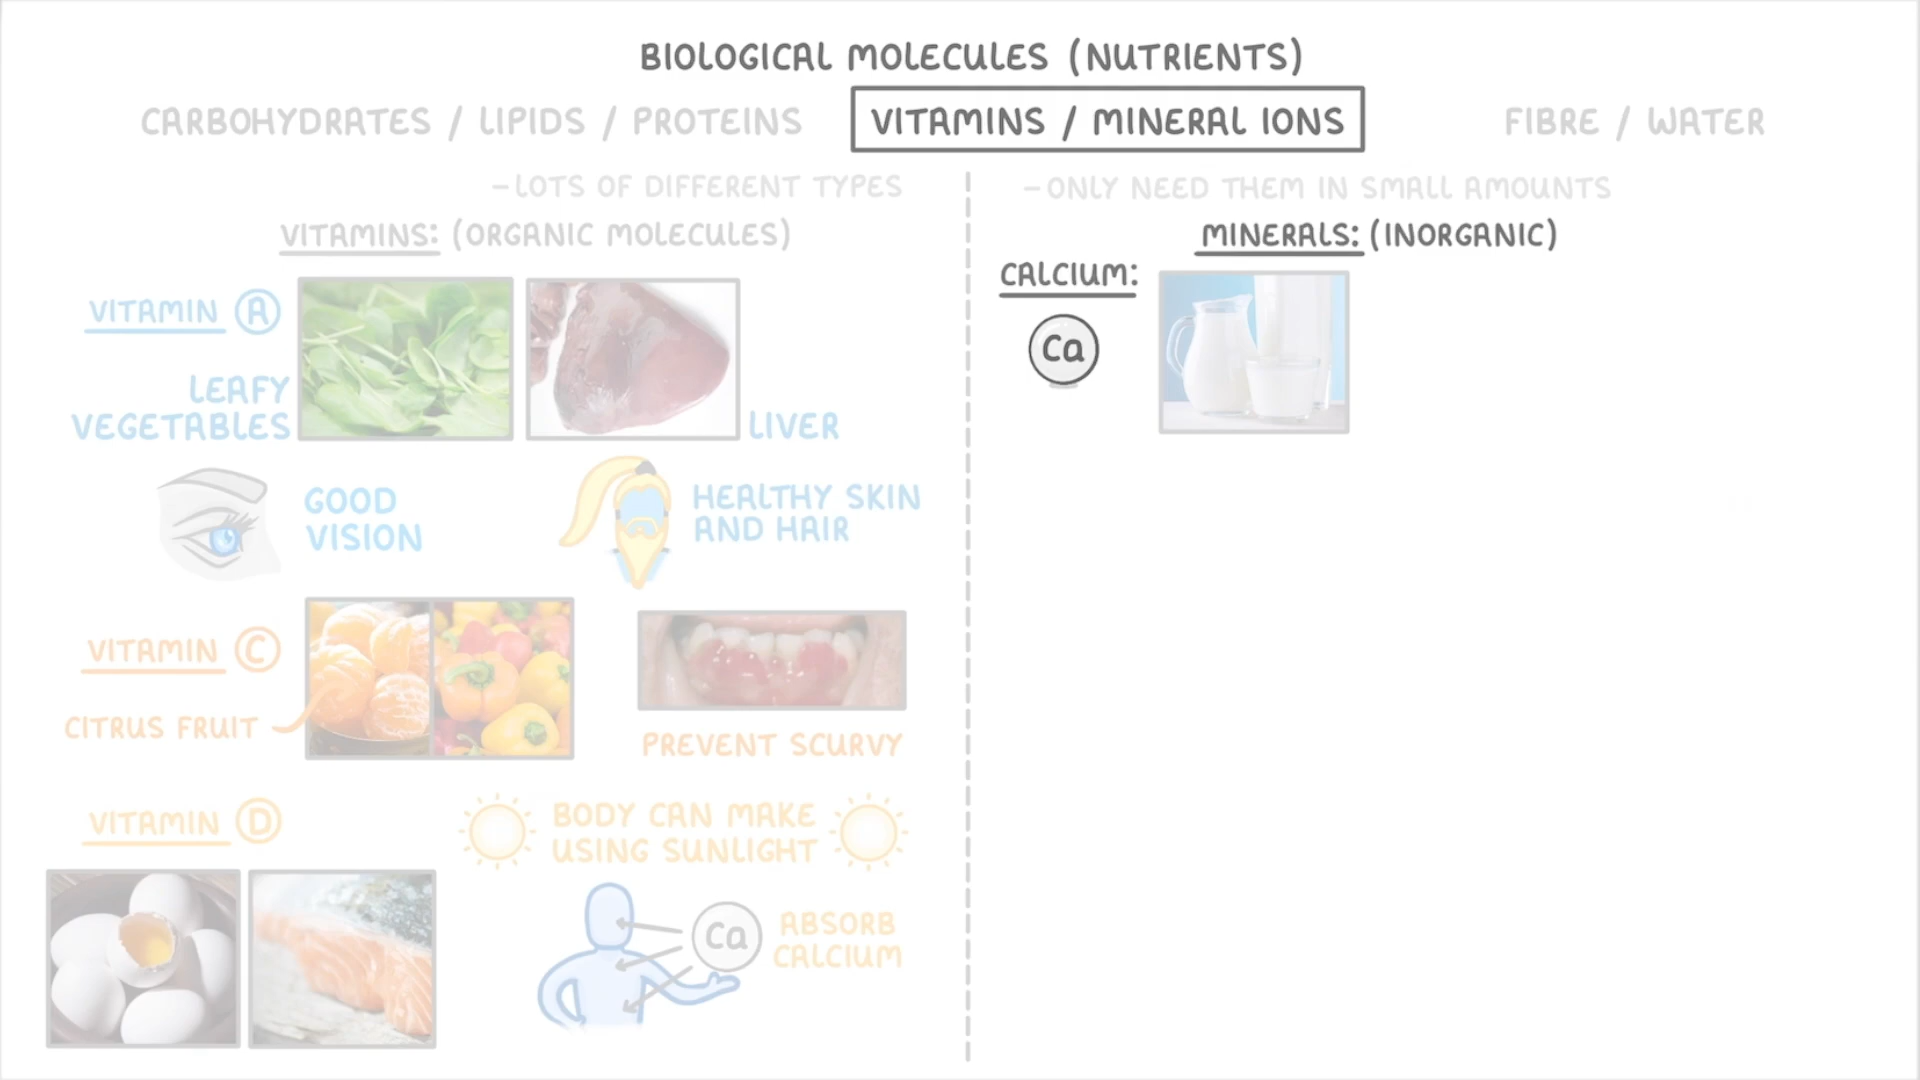 BIOLOGICAL MOLECULES (NUTRIENTS)
CARBOHYDRATES / LIPIDS / PROTEINS
VITAMINS / MINERAL IONS
FIBRE / WATER
-LOTS OF DIFFERENT TYPES
-ONLY NEED THEM IN SMALL AMOUNTS
VITAMINS: (ORGANIC MOLECULES)
VITAMIN A
LEAFY
VEGETABLES
LIVER
GOOD
VISION
HEALTHY SKIN
AND HAIR
VITAMIN C
CITRUS FRUIT
PREVENT SCURVY
VITAMIN D
BODY CAN MAKE
USING SUNLIGHT
Ca
ABSORB
CALCIUM
MINERALS: (INORGANIC)
CALCIUM:
Ca